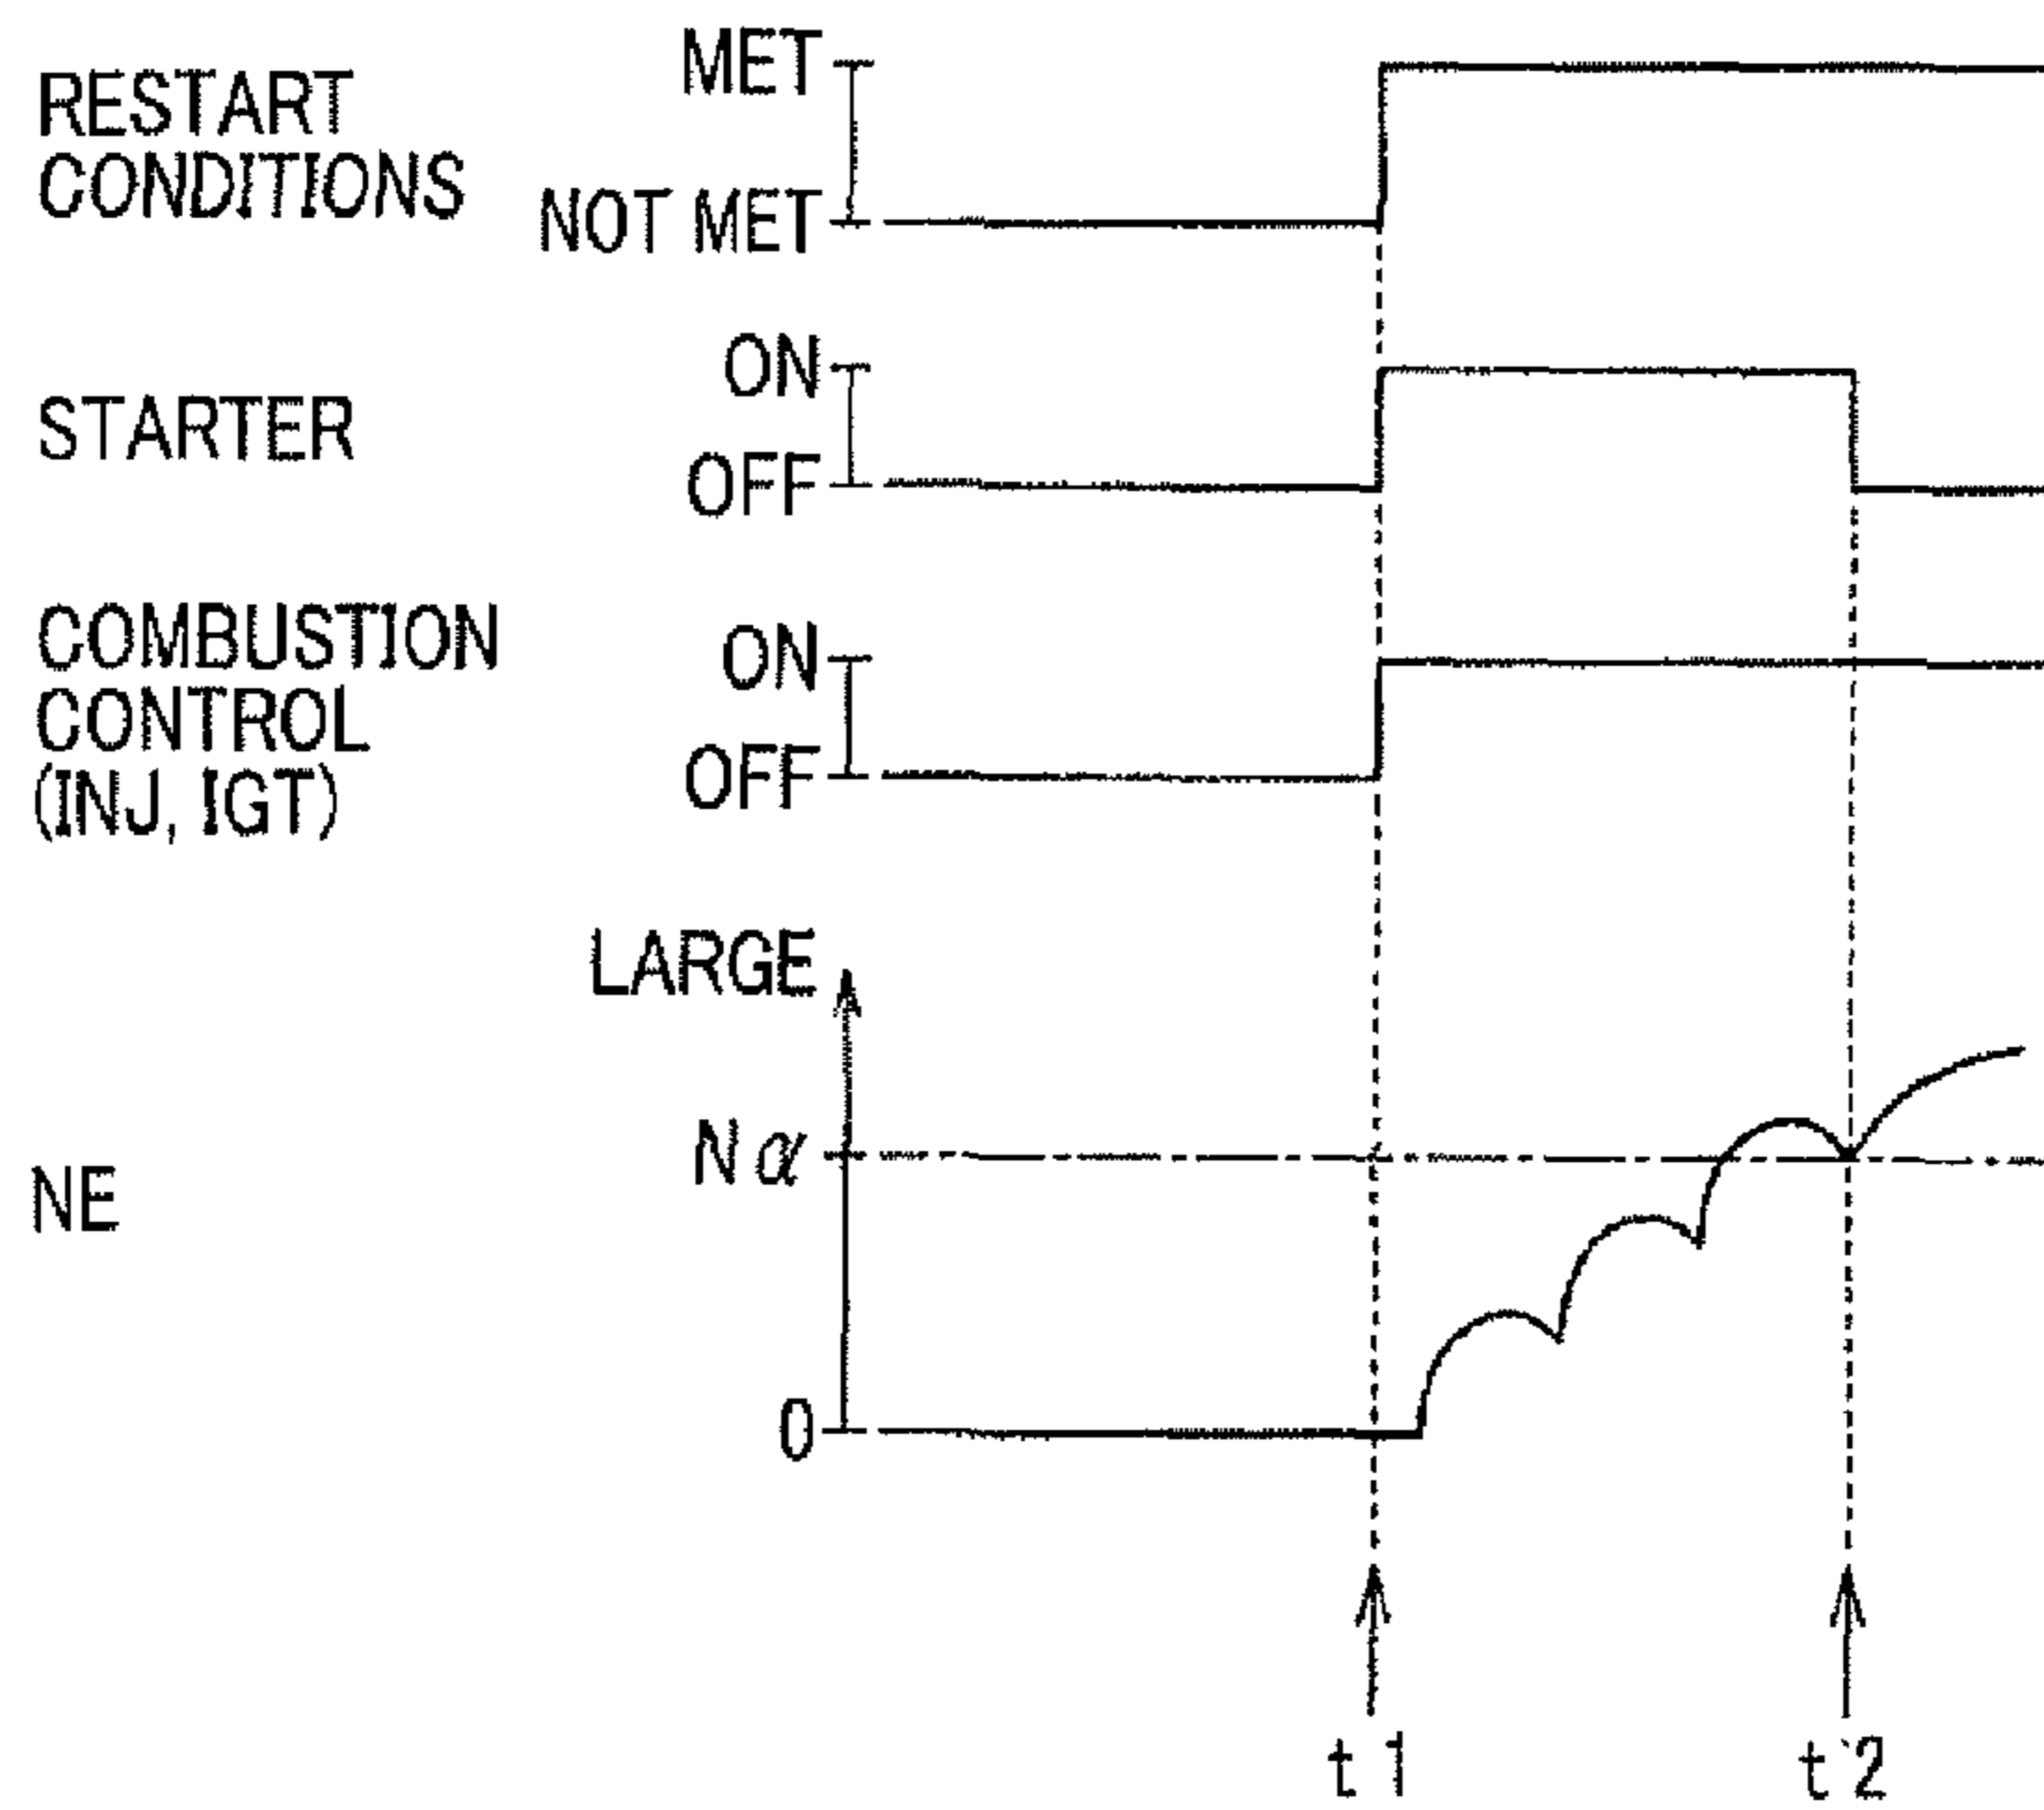 RESTART
CONDITIONS
MET
NOT MET
STARTER
ON
OFF
COMBUSTION
CONTROL
(INJ, IGT)
ON
OFF
NE
LARGE
Nα
0
t1
t2